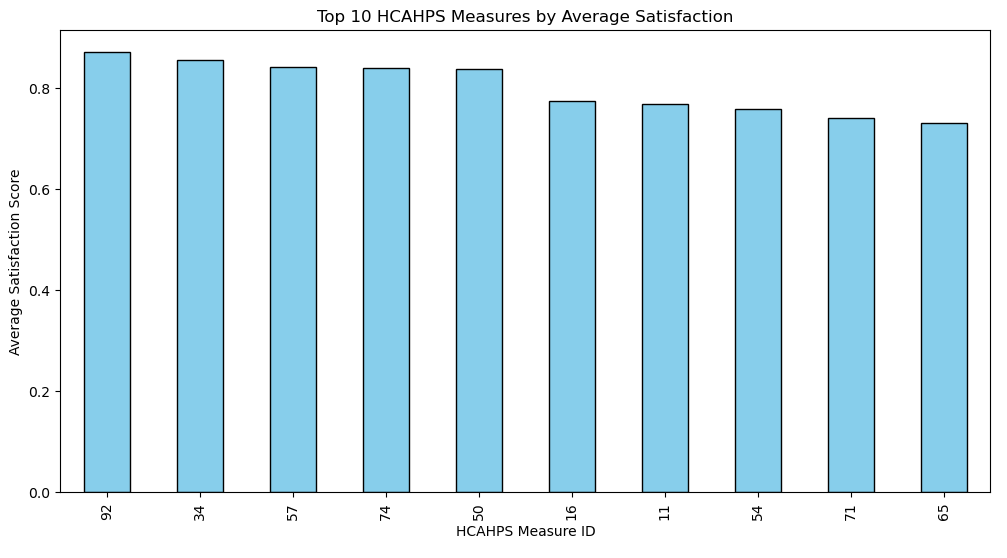 Top 10 HCAHPS Measures by Average Satisfaction
Average Satisfaction Score
0.8
0.6
0.4
0.2
0.0
92 34 57 74 50 16 11 54 71 65
HCAHPS Measure ID